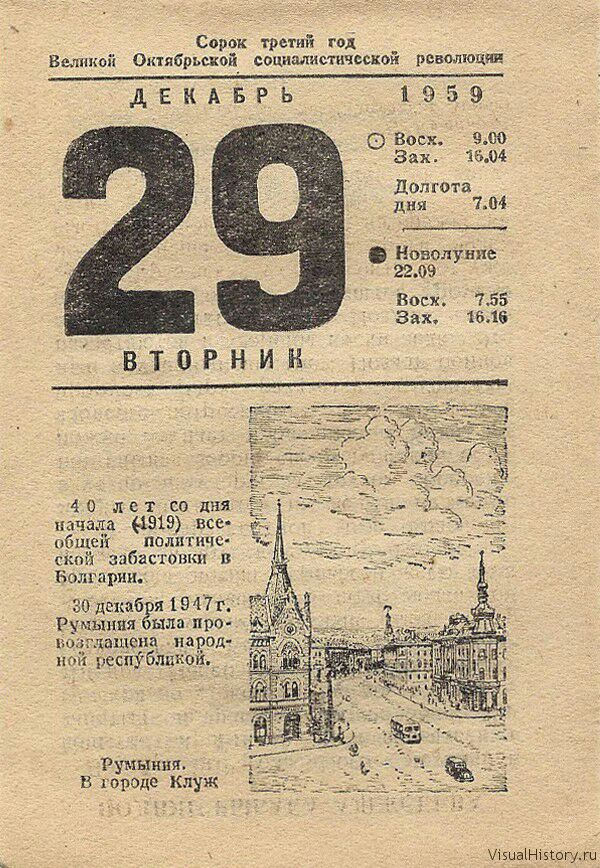 Сорок третий год
Великой Октябрьской социалистической революции
ДЕКАБРЬ 1959
29
ВТОРНИК
Восх. 9.00
Зах. 16.04
Долгота
дня 7.04
Новолуние
22.09
Восх. 7.55
Зах. 16.16
40 лет со дня
начала (1919) все-
общей политиче-
ской забастовки в
Болгарии.
30 декабря 1947 г.
Румыния была про-
возглашена народ-
ной республикой.
Румыния.
В городе Клуж
VisualHistory.ru